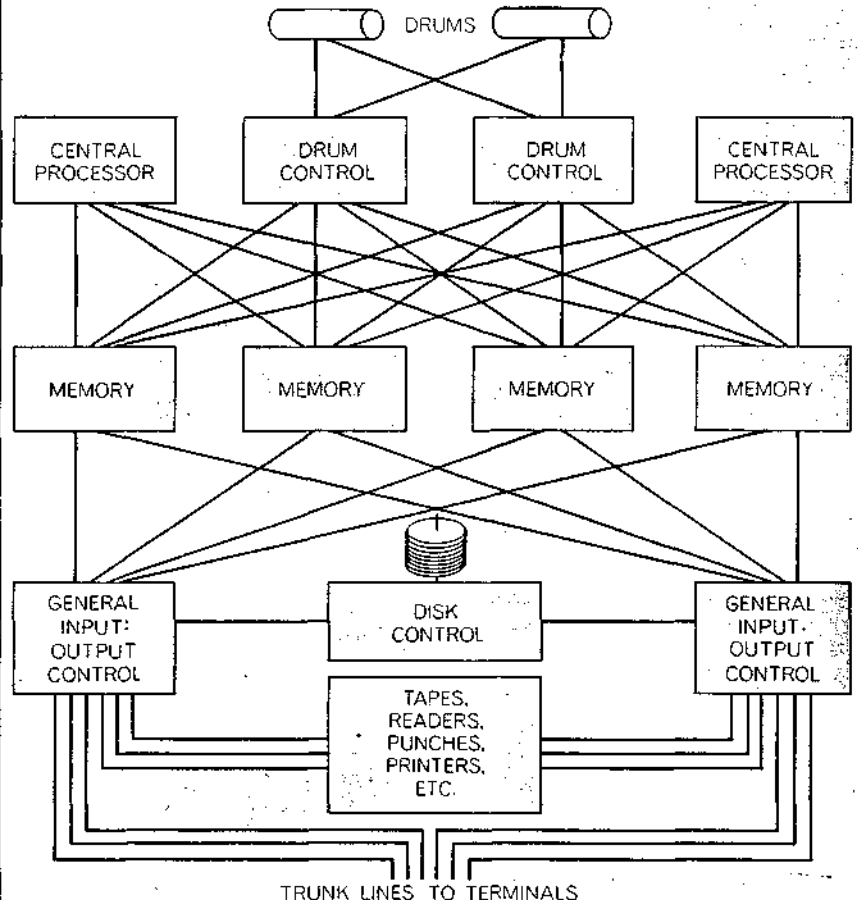 DRUMS
CENTRAL
PROCESSOR
DRUM
CONTROL
DRUM
CONTROL
CENTRAL
PROCESSOR
MEMORY
MEMORY
MEMORY
MEMORY
GENERAL
INPUT:
OUTPUT
CONTROL
DISK
CONTROL
GENERAL
INPUT-
OUTPUT
CONTROL
TAPES,
READERS,
PUNCHES,
PRINTERS,
ETC.
TRUNK LINES TO TERMINALS